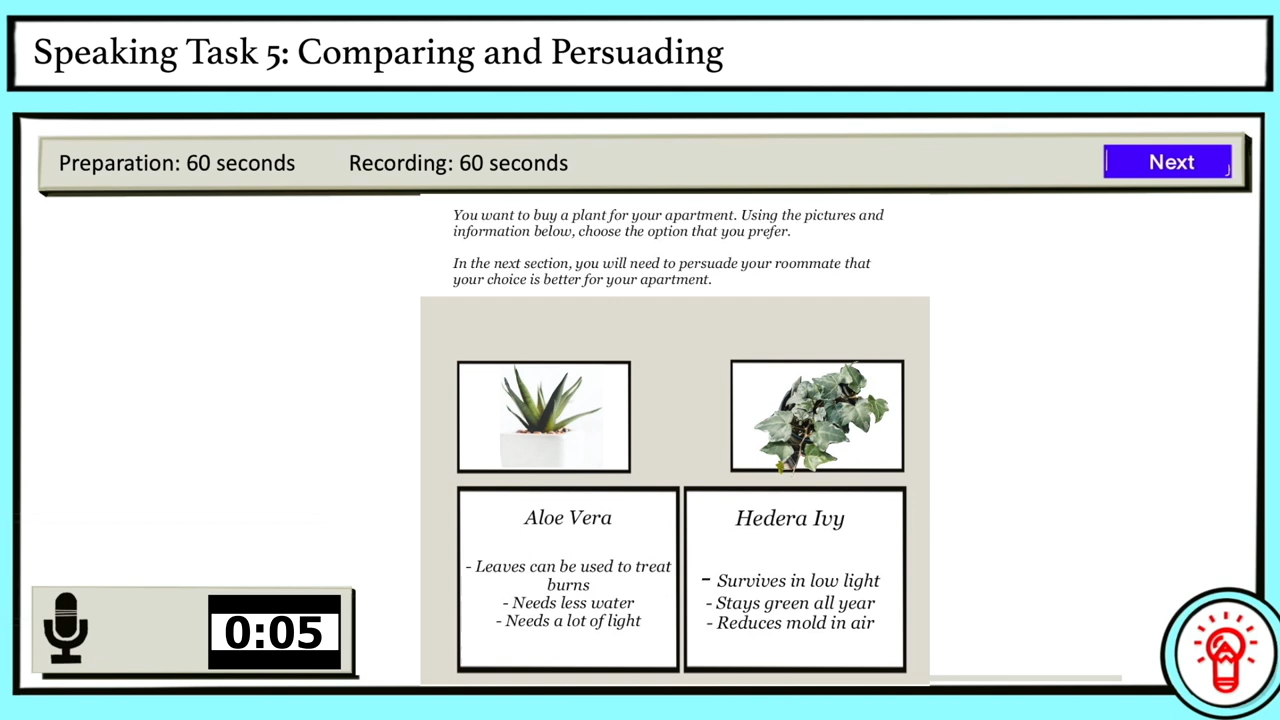 Speaking Task 5: Comparing and Persuading
Preparation: 60 seconds
Recording: 60 seconds
Next
You want to buy a plant for your apartment. Using the pictures and
information below, choose the option that you prefer.
In the next section, you will need to persuade your roommate that
your choice is better for your apartment.
Aloe Vera
- Leaves can be used to treat
burns
- Needs less water
- Needs a lot of light
Hedera Ivy
- Survives in low light
- Stays green all year
- Reduces mold in air
0:05